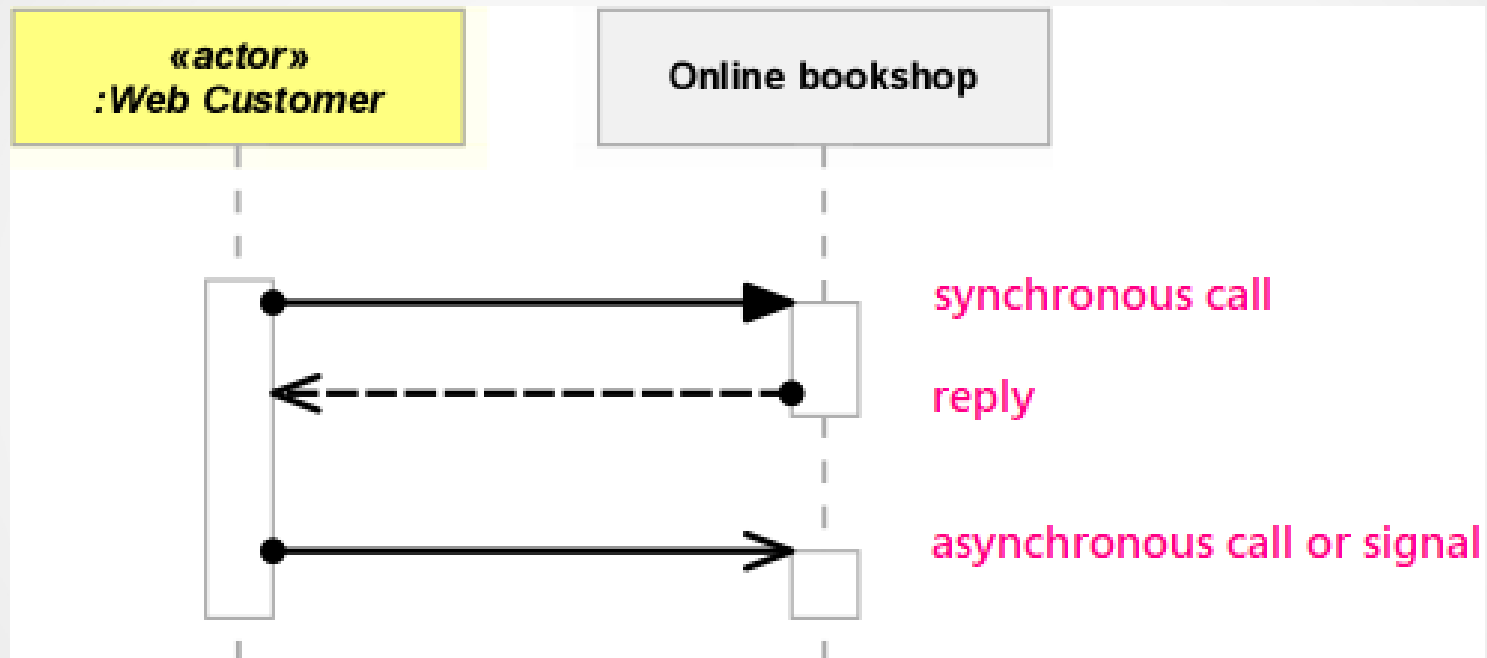 «actor»
:Web Customer
Online bookshop
synchronous call
reply
asynchronous call or signal